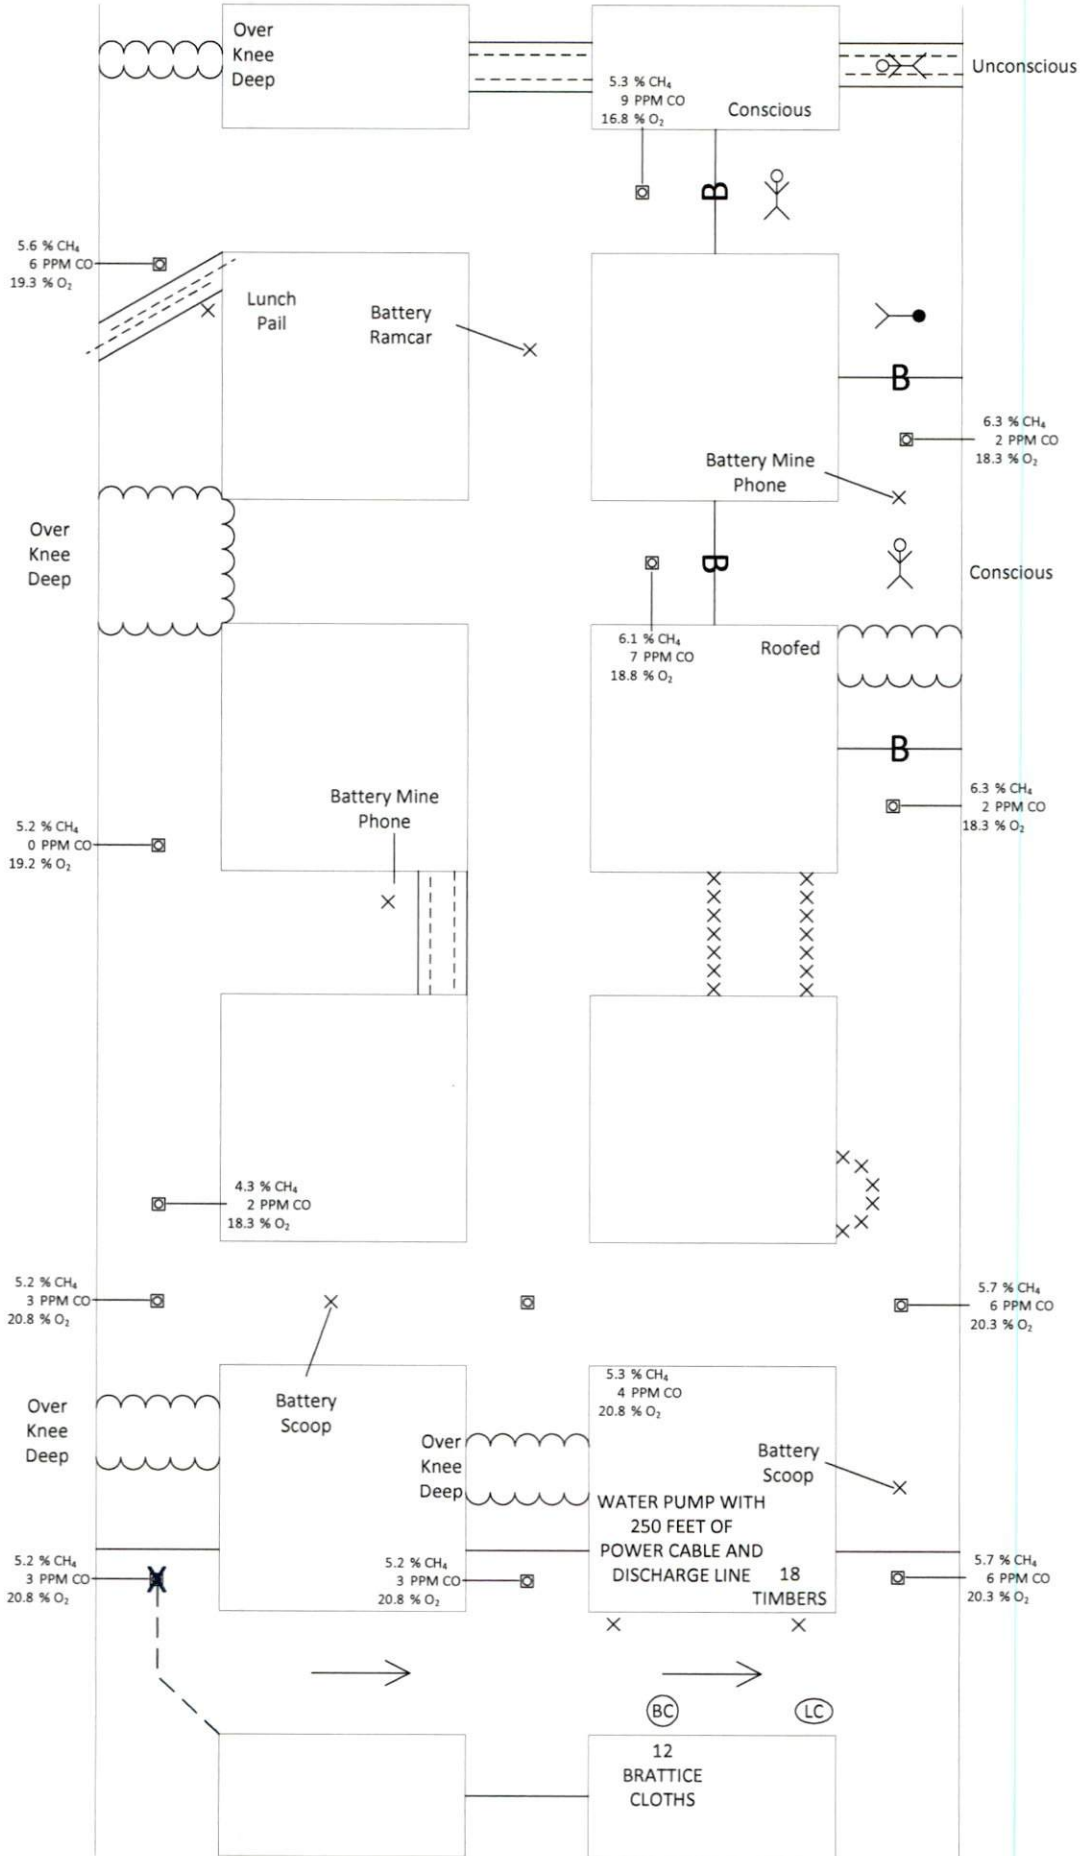 Over
Knee
Deep
Unconscious
5.3 % CH₄
9 PPM CO
16.8 % O₂
Conscious
B
5.6 % CH₄
6 PPM CO
19.3 % O₂
Lunch
Pail
Battery
Ramcar
B
6.3 % CH₄
2 PPM CO
18.3 % O₂
Battery Mine
Phone
Over
Knee
Deep
B
Conscious
6.1 % CH₄
7 PPM CO
18.8 % O₂
Roofed
B
6.3 % CH₄
2 PPM CO
18.3 % O₂
Battery Mine
Phone
5.2 % CH₄
0 PPM CO
19.2 % O₂
4.3 % CH₄
2 PPM CO
18.3 % O₂
5.2 % CH₄
3 PPM CO
20.8 % O₂
5.7 % CH₄
6 PPM CO
20.3 % O₂
Battery
Scoop
5.3 % CH₄
4 PPM CO
20.8 % O₂
Over
Knee
Deep
Over
Knee
Deep
Battery
Scoop
WATER PUMP WITH
250 FEET OF
POWER CABLE AND
DISCHARGE LINE
18
TIMBERS
5.2 % CH₄
3 PPM CO
20.8 % O₂
5.2 % CH₄
3 PPM CO
20.8 % O₂
5.7 % CH₄
6 PPM CO
20.3 % O₂
BC
LC
12
BRATTICE
CLOTHS